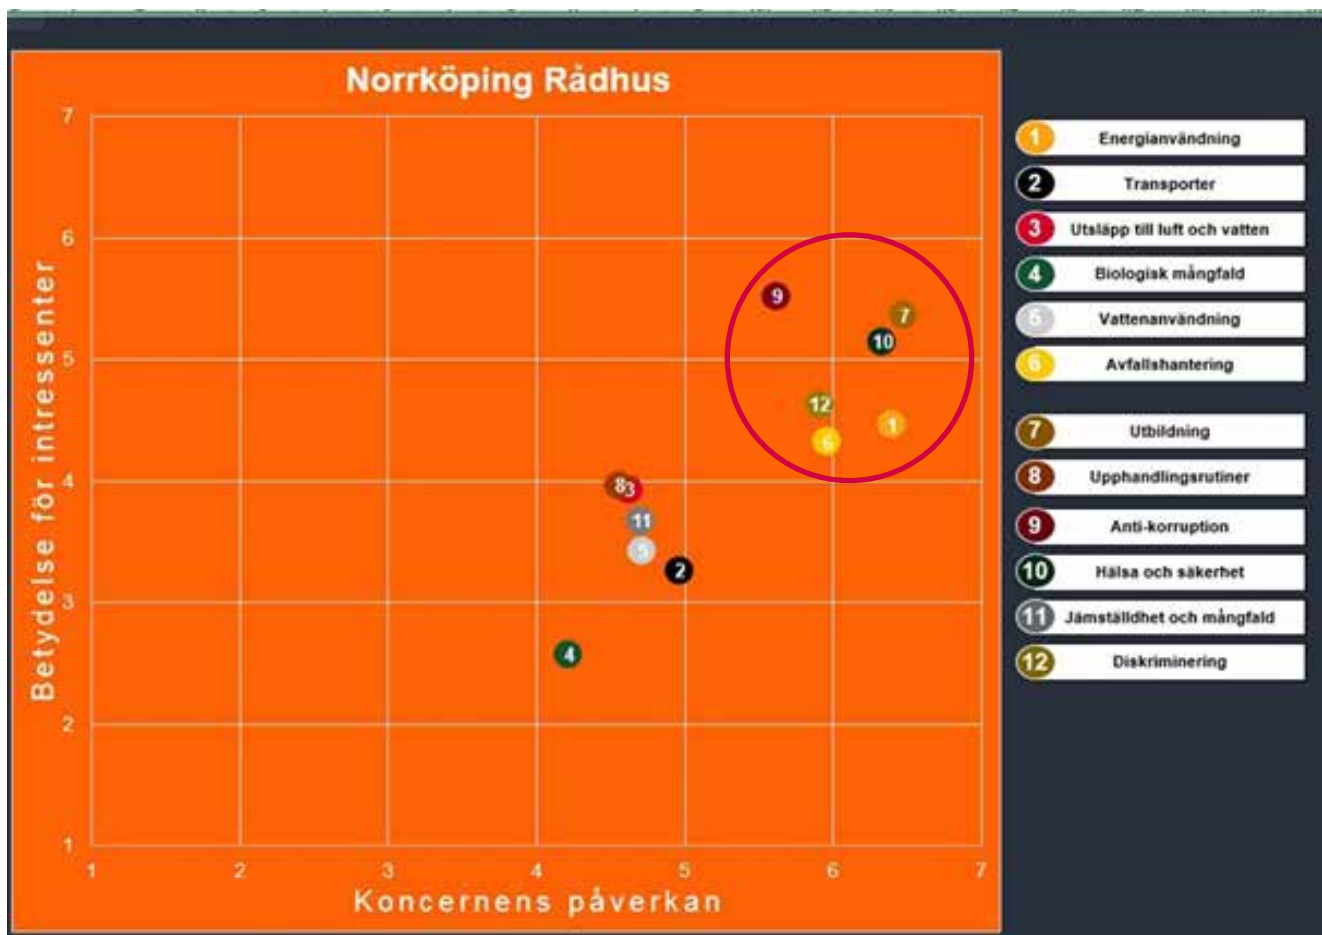 Norrköping Rådhus
7
6
5
4
3
2
1
1 2 3 4 5 6 7
Betydelse för intressenter
Koncernens påverkan
9
7
10
12
1
6
8
3
11
5
2
4
1 Energianvändning
2 Transporter
3 Utsläpp till luft och vatten
4 Biologisk mångfald
5 Vattenanvändning
6 Avfallshantering
7 Utbildning
8 Upphandlingsrutiner
9 Anti-korruption
10 Hälsa och säkerhet
11 Jämställdhet och mångfald
12 Diskriminering